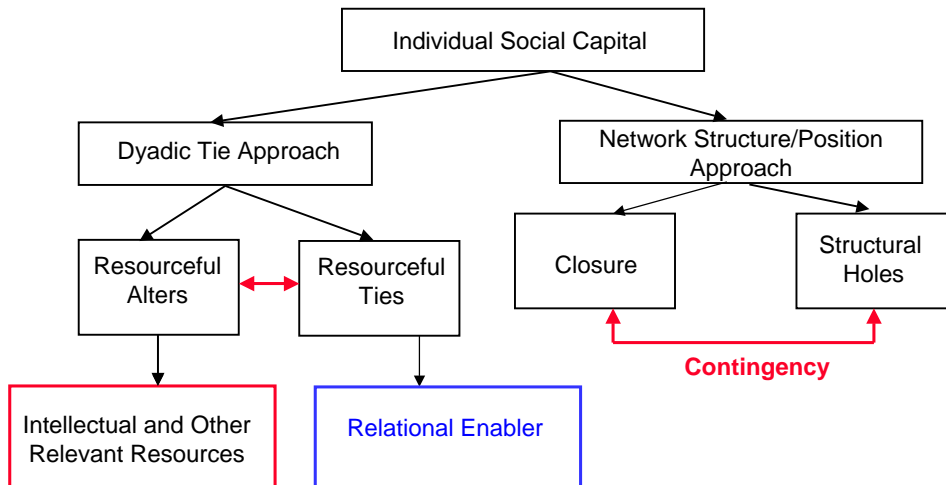 Individual Social Capital
Dyadic Tie Approach
Network Structure/Position
Approach
Resourceful
Alters
Resourceful
Ties
Closure
Structural
Holes
Contingency
Intellectual and Other
Relevant Resources
Relational Enabler